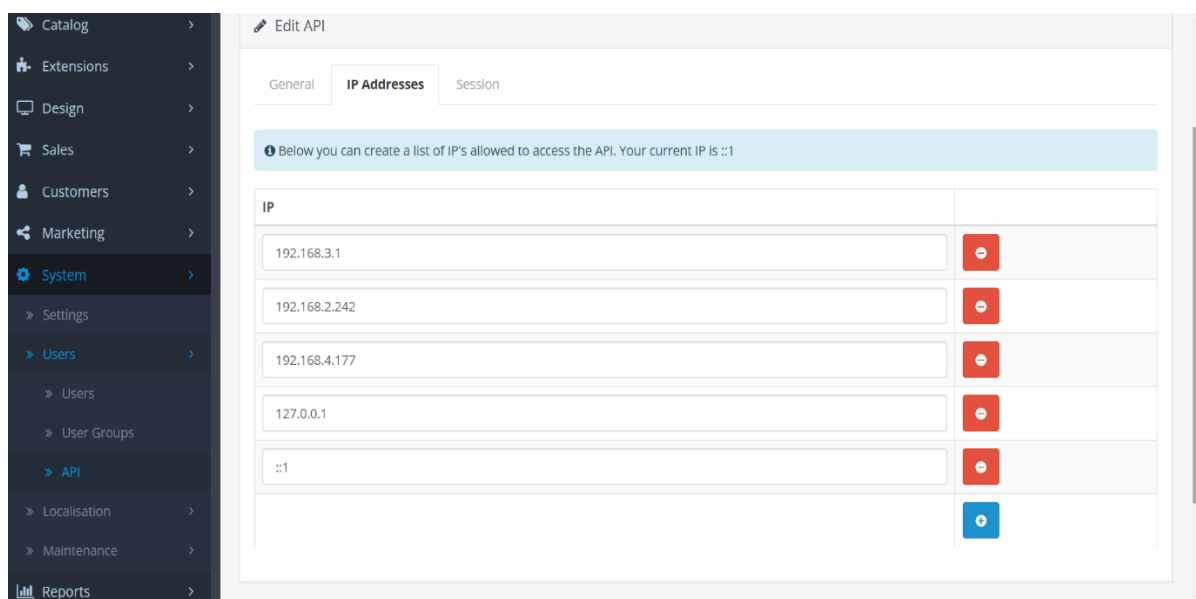 Catalog
Extensions
Design
Sales
Customers
Marketing
System
Settings
Users
Users
User Groups
API
Localisation
Maintenance
Reports
Edit API
General IP Addresses Session
Below you can create a list of IP's allowed to access the API. Your current IP is ::1
IP
192.168.3.1
192.168.2.242
192.168.4.177
127.0.0.1
::1